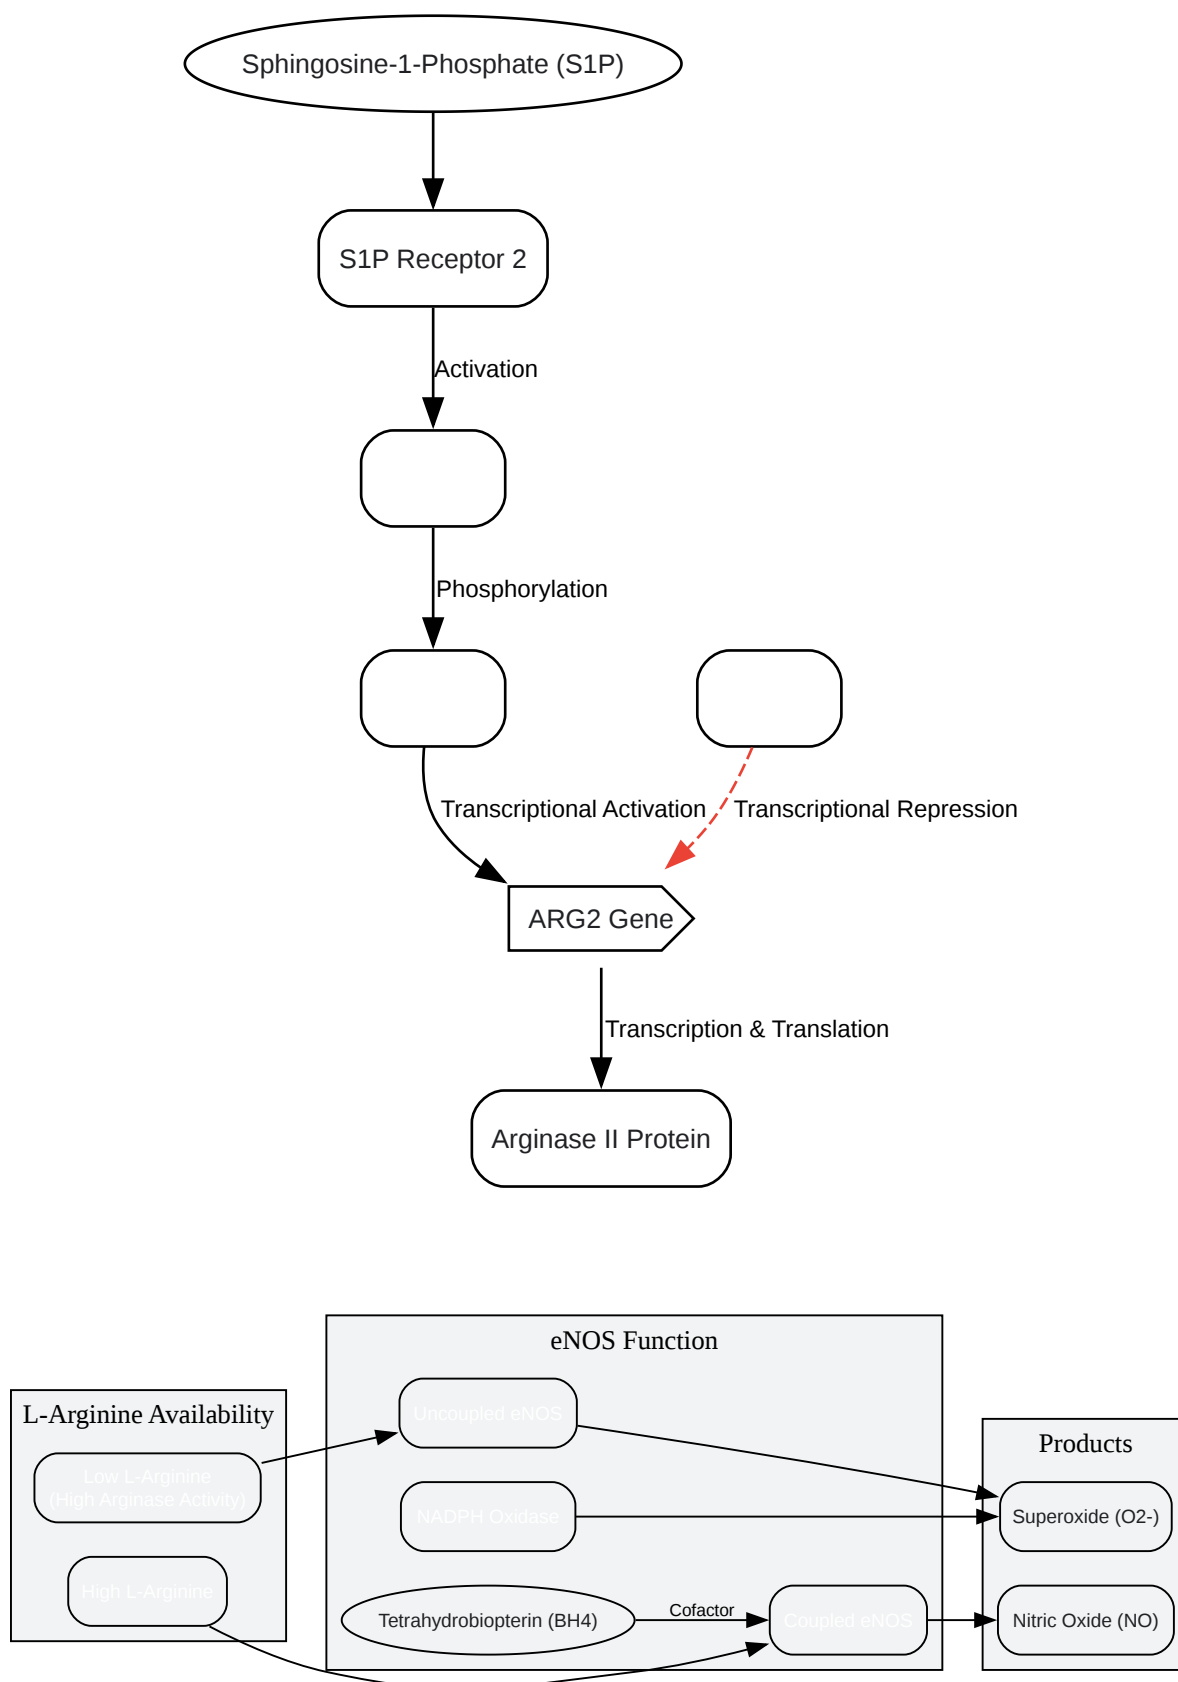 Sphingosine-1-Phosphate (S1P)
S1P Receptor 2
Activation
Phosphorylation
Transcriptional Activation
Transcriptional Repression
ARG2 Gene
Transcription & Translation
Arginase II Protein
eNOS Function
L-Arginine Availability
Uncoupled eNOS
Products
Low L-Arginine
(High Arginase Activity)
NADPH Oxidase
Superoxide (O2-)
High L-Arginine
Tetrahydrobiopterin (BH4)
Cofactor
Coupled eNOS
Nitric Oxide (NO)